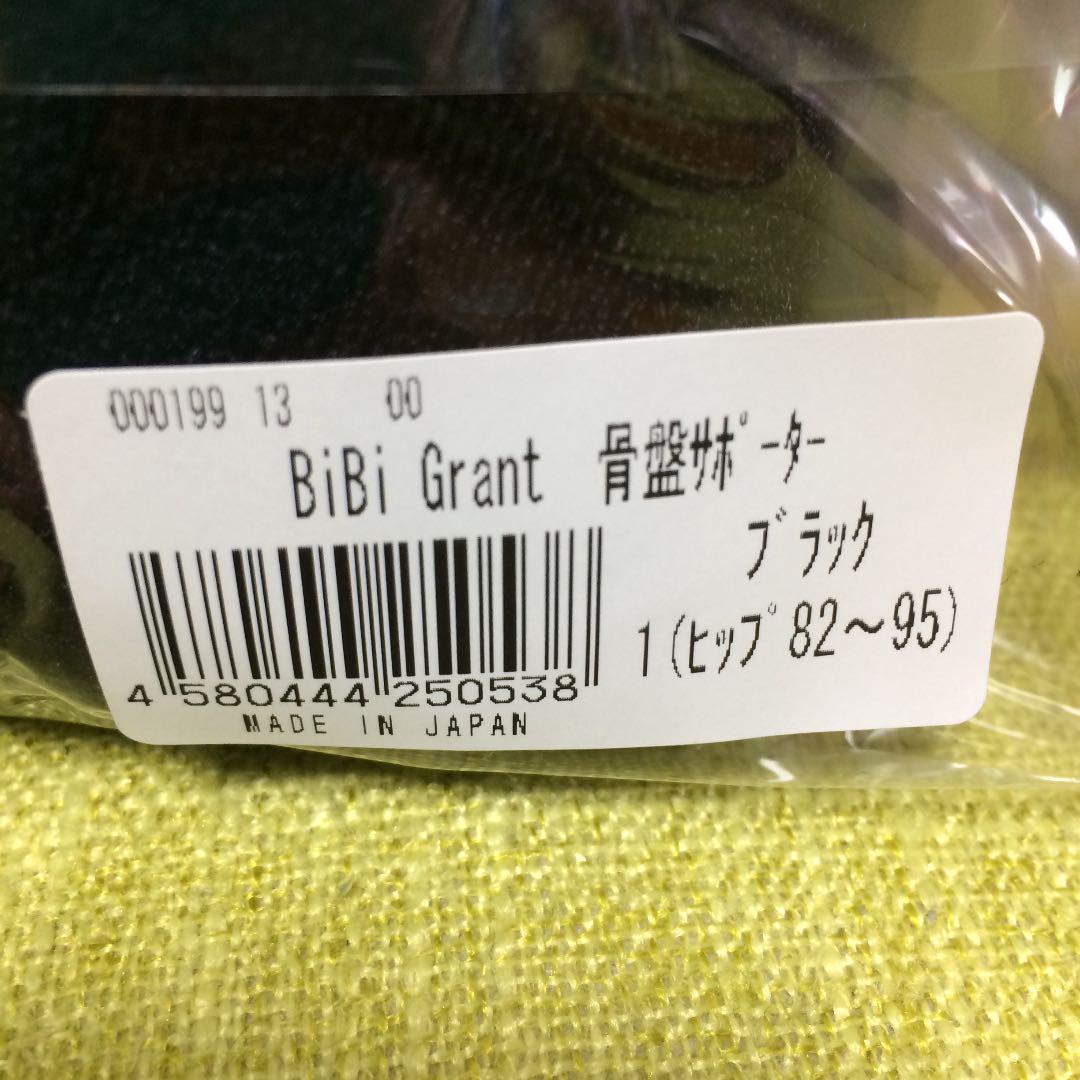 000199 13 00
BiBi Grant 骨盤ｻﾎﾟｰﾀｰ
ﾌﾞﾗｯｸ
1(ﾋｯﾌﾟ82～95)
4 580444 250538
MADE IN JAPAN